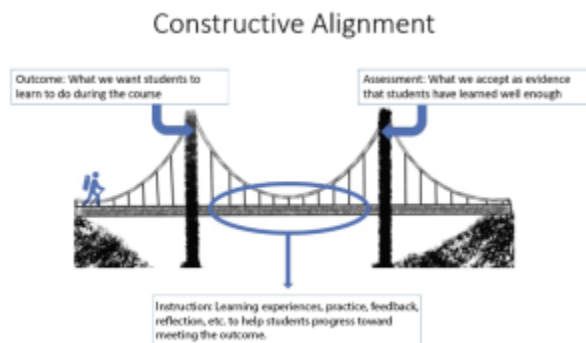 Constructive Alignment
Outcome: What we want students to
learn to do during the course
Assessment: What we accept as evidence
that students have learned well enough
Instruction: Learning experiences, practice, feedback,
reflection, etc. to help students progress toward
meeting the outcome.